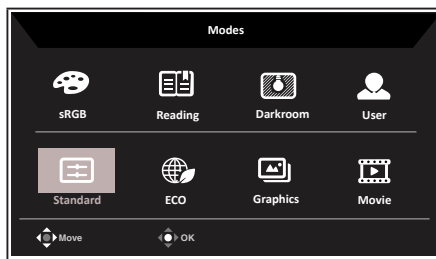 Modes
sRGB Reading Darkroom User
Standard ECO Graphics Movie
Move OK